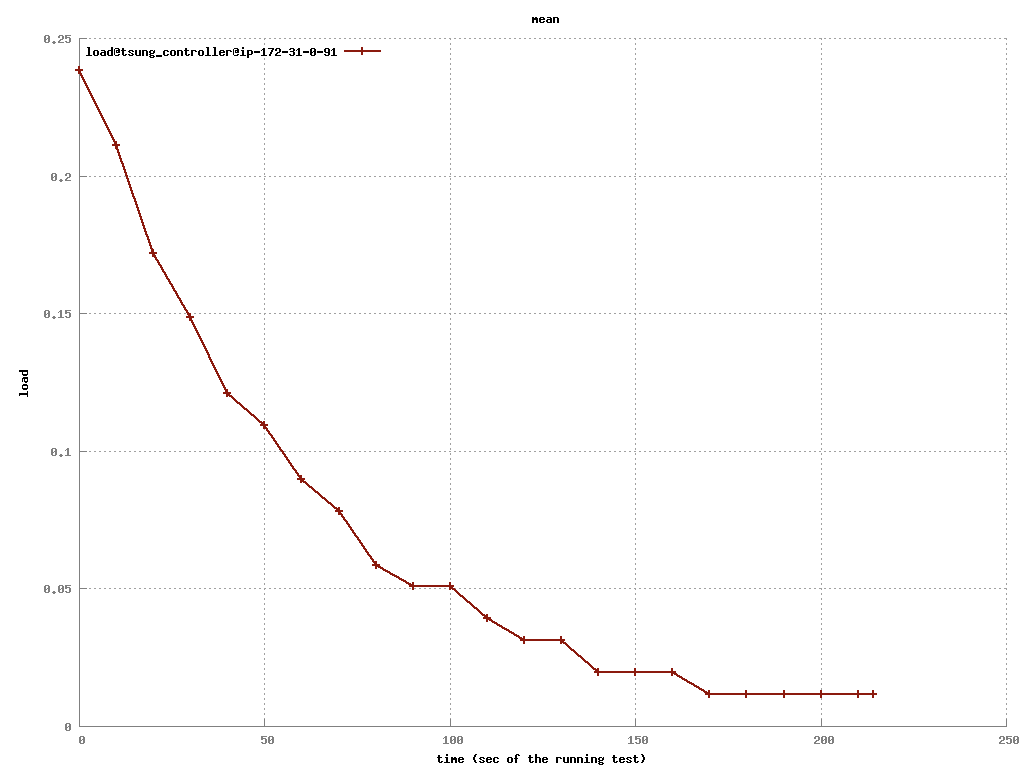 mean
0.25
load@tsung_controller@ip-172-31-0-91
0.2
0.15
load
0.1
0.05
0
0 50 100 150 200 250
time (sec of the running test)